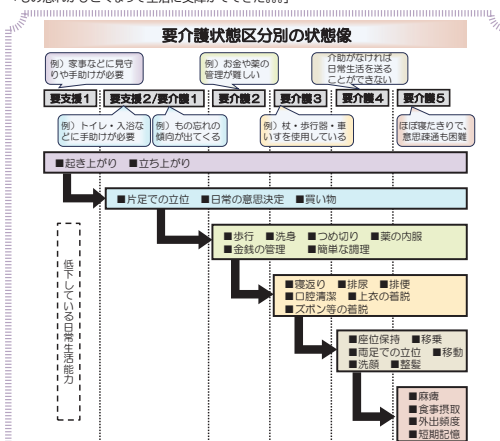 要介護状態区分別の状態像
例）家事などに見守
りや手助けが必要
例）お金や薬の
管理が難しい
介助がなければ
日常生活を送る
ことができない
要支援1
要支援2/要介護1
要介護2
要介護3
要介護4
要介護5
例）トイレ・入浴な
どに手助けが必要
例）もの忘れの
傾向が出てくる
例）杖・歩行器・車
いすを使用している
ほぼ寝たきりで、
意思疎通も困難
■起き上がり ■立ち上がり
■片足での立位 ■日常の意思決定 ■買い物
■歩行 ■洗身 ■つめ切り ■薬の内服
■金銭の管理 ■簡単な調理
■寝返り ■排尿 ■排便
■口腔清潔 ■上衣の着脱
■ズボン等の着脱
■座位保持 ■移乗
■両足での立位 ■移動
■洗顔 ■整髪
■麻痺
■食事摂取
■外出頻度
■短期記憶
低下している日常生活能力